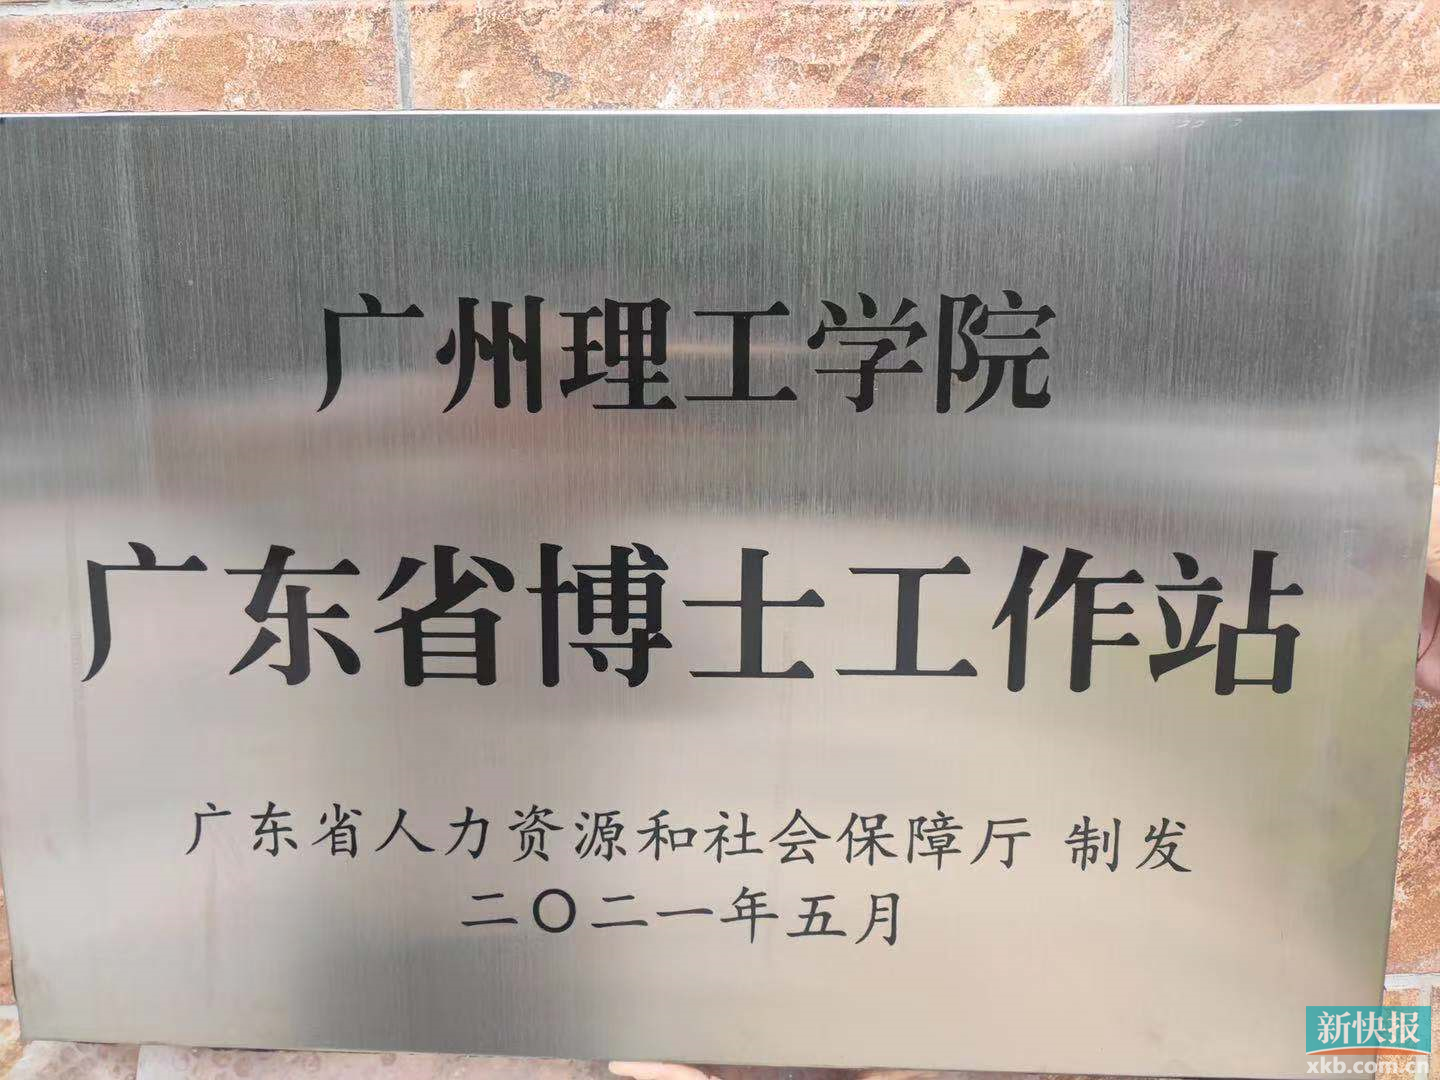 广州理工学院
广东省博士工作站
广东省人力资源和社会保障厅 制发
二〇二一年五月
新快报
xkb.com.cn